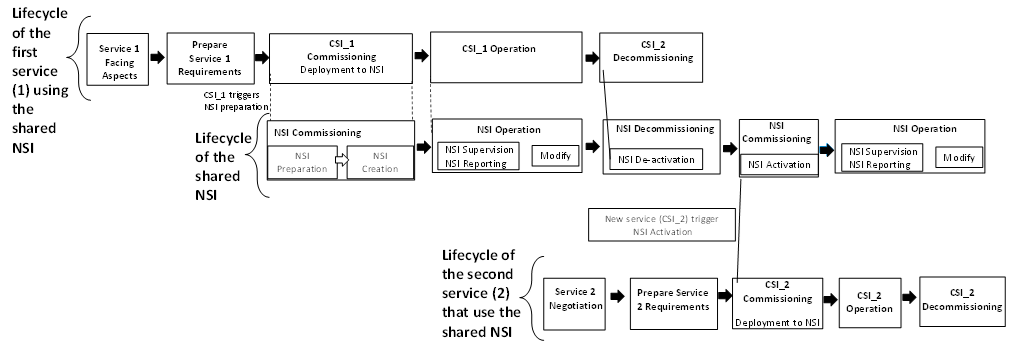 Lifecycle
of the
first
service
(1) using
the
shared
NSI
Service 1
Facing
Aspects
Prepare
Service 1
Requirements
CSI_1
Commissioning
Deployment to NSI
CSI_1 Operation
CSI_2
Decommissioning
CSI_1 triggers
NSI preparation
Lifecycle
of the
shared
NSI
NSI Commissioning
NSI
Preparation
NSI
Creation
NSI Operation
NSI Supervision
NSI Reporting
Modify
NSI Decommissioning
NSI De-activation
NSI
Commissioning
NSI Activation
NSI Operation
NSI Supervision
NSI Reporting
Modify
New service (CSI_2) trigger
NSI Activation
Lifecycle of
the second
service (2)
that use the
shared NSI
Service 2
Negotiation
Prepare Service
2 Requirements
CSI_2
Commissioning
Deployment to NSI
CSI_2
Operation
CSI_2
Decommissioning